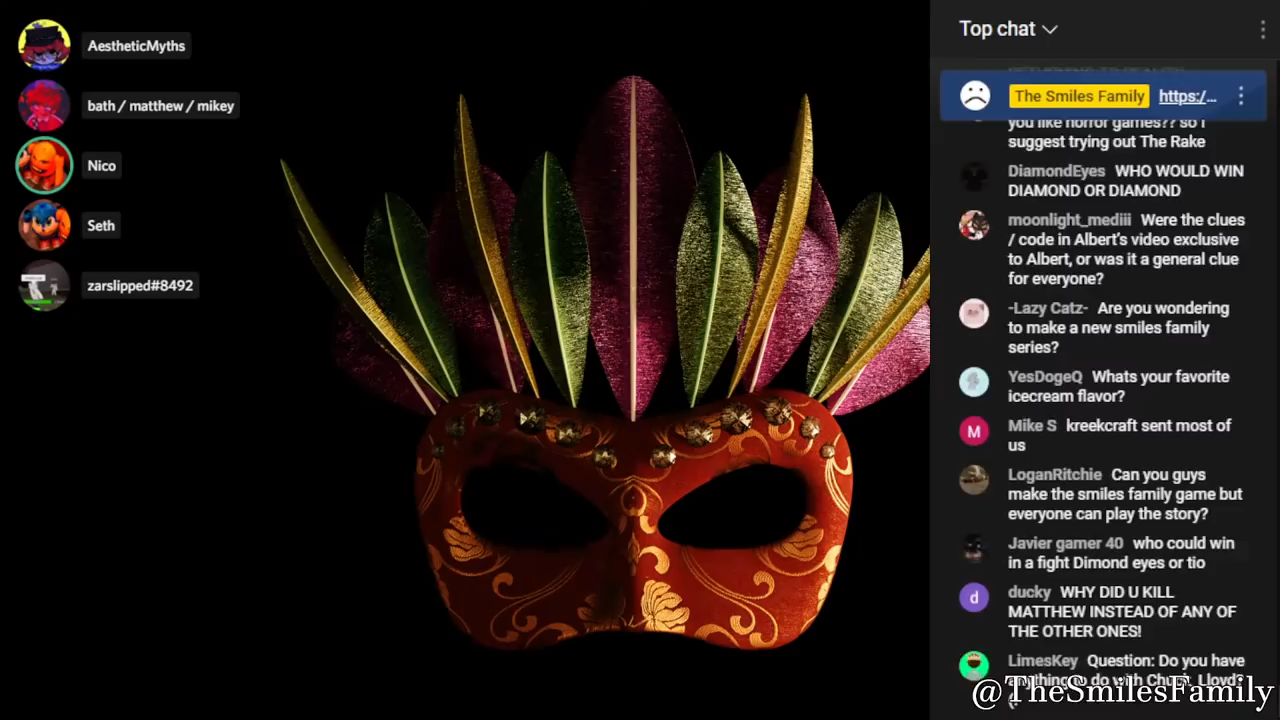 AestheticMyths
bath / matthew / mikey
Nico
Seth
zarslipped#8492
Top chat
The Smiles Family https:/...
you like horror games?? so i
suggest trying out The Rake
DiamondEyes WHO WOULD WIN
DIAMOND OR DIAMOND
moonlight_mediii Were the clues
/ code in Albert's video exclusive
to Albert, or was it a general clue
for everyone?
-Lazy Catz- Are you wondering
to make a new smiles family
series?
YesDogeQ Whats your favorite
icecream flavor?
M
Mike S kreekcraft sent most of
us
LoganRitchie Can you guys
make the smiles family game but
everyone can play the story?
Javier gamer 40 who could win
in a fight Dimond eyes or tio
d
ducky WHY DID U KILL
MATTHEW INSTEAD OF ANY OF
THE OTHER ONES!
LimesKey Question: Do you have
anything to do with Lloyd?
@TheSmilesFamily